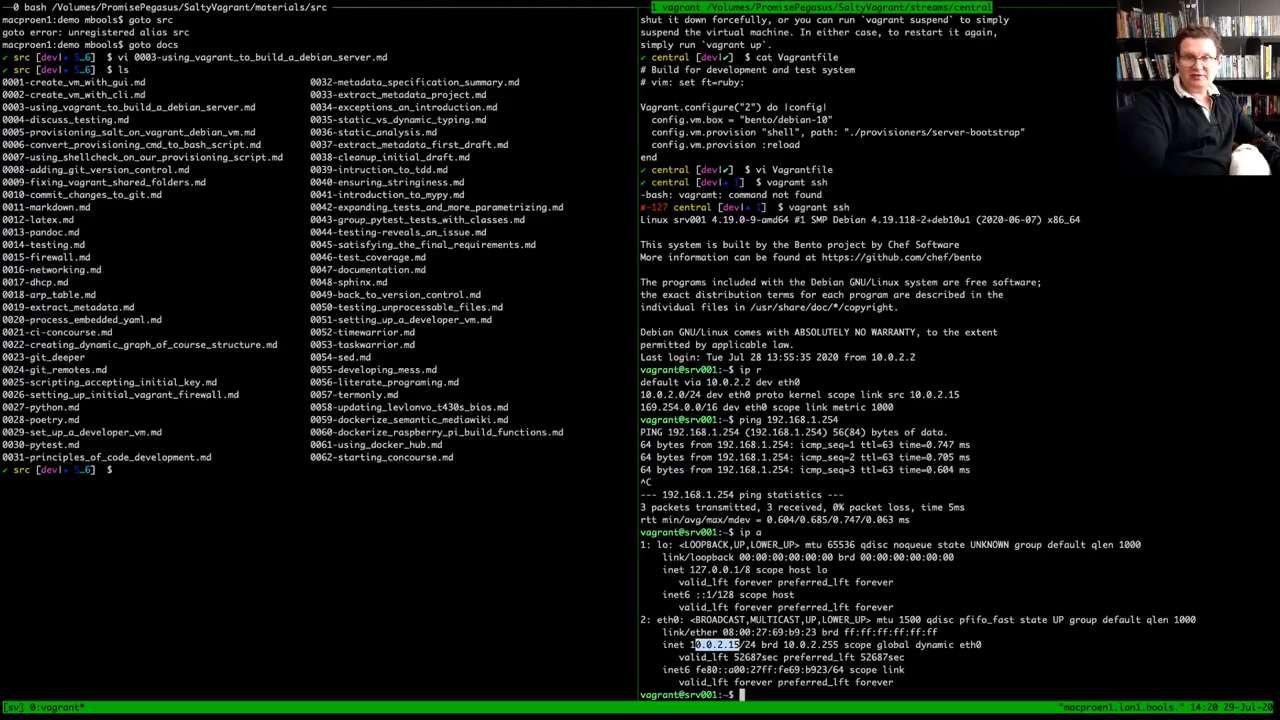 —0 bash /Volumes/PromisePegasus/SaltyVagrant/materials/src
macproen1:demo mbools$ goto src
goto error: unregistered alias src
macproen1:demo mbools$ goto docs
✔ src [dev|✚ 5…6] $ vi 0003-using_vagrant_to_build_a_debian_server.md
✔ src [dev|✚ 5…6] $ ls
0001-create_vm_with_gui.md 0032-metadata_specification_summary.md
0002-create_vm_with_cli.md 0033-extract_metadata_project.md
0003-using_vagrant_to_build_a_debian_server.md 0034-exceptions_an_introduction.md
0004-discuss_testing.md 0035-static_vs_dynamic_typing.md
0005-provisioning_salt_on_vagrant_debian_vm.md 0036-static_analysis.md
0006-convert_provisioning_cmd_to_bash_script.md 0037-extract_metadata_first_draft.md
0007-using_shellcheck_on_our_provisioning_script.md 0038-cleanup_initial_draft.md
0008-adding_git_version_control.md 0039-intruction_to_tdd.md
0009-fixing_vagrant_shared_folders.md 0040-ensuring_stringiness.md
0010-commit_changes_to_git.md 0041-introduction_to_mypy.md
0011-markdown.md 0042-expanding_tests_and_more_parametrizing.md
0012-latex.md 0043-group_pytest_tests_with_classes.md
0013-pandoc.md 0044-testing-reveals_an_issue.md
0014-testing.md 0045-satisfying_the_final_requirements.md
0015-firewall.md 0046-test_coverage.md
0016-networking.md 0047-documentation.md
0017-dhcp.md 0048-sphinx.md
0018-arp_table.md 0049-back_to_version_control.md
0019-extract_metadata.md 0050-testing_unprocessable_files.md
0020-process_embedded_yaml.md 0051-setting_up_a_developer_vm.md
0021-ci-concourse.md 0052-timewarrior.md
0022-creating_dynamic_graph_of_course_structure.md 0053-taskwarrior.md
0023-git_deeper 0054-sed.md
0024-git_remotes.md 0055-developing_mess.md
0025-scripting_accepting_initial_key.md 0056-literate_programing.md
0026-setting_up_initial_vagrant_firewall.md 0057-termonly.md
0027-python.md 0058-updating_levlonvo_t430s_bios.md
0028-poetry.md 0059-dockerize_semantic_mediawiki.md
0029-set_up_a_developer_vm.md 0060-dockerize_raspberry_pi_build_functions.md
0030-pytest.md 0061-using_docker_hub.md
0031-principles_of_code_development.md 0062-starting_concourse.md
✔ src [dev|✚ 5…6] $
1 vagrant /Volumes/PromisePegasus/SaltyVagrant/streams/central
shut it down forcefully, or you can run `vagrant suspend` to simply
suspend the virtual machine. In either case, to restart it again,
simply run `vagrant up`.
✔ central [dev|✔] $ cat Vagrantfile
# Build for development and test system
# vim: set ft=ruby:
Vagrant.configure("2") do |config|
config.vm.box = "bento/debian-10"
config.vm.provision "shell", path: "./provisioners/server-bootstrap"
config.vm.provision :reload
end
✔ central [dev|✔] $ vi Vagrantfile
✔ central [dev|✚ 1] $ vagramt ssh
-bash: vagramt: command not found
✘-127 central [dev|✚ 1] $ vagrant ssh
Linux srv001 4.19.0-9-amd64 #1 SMP Debian 4.19.118-2+deb10u1 (2020-06-07) x86_64
This system is built by the Bento project by Chef Software
More information can be found at https://github.com/chef/bento
The programs included with the Debian GNU/Linux system are free software;
the exact distribution terms for each program are described in the
individual files in /usr/share/doc/*/copyright.
Debian GNU/Linux comes with ABSOLUTELY NO WARRANTY, to the extent
permitted by applicable law.
Last login: Tue Jul 28 13:55:35 2020 from 10.0.2.2
vagrant@srv001:~$ ip r
default via 10.0.2.2 dev eth0
10.0.2.0/24 dev eth0 proto kernel scope link src 10.0.2.15
169.254.0.0/16 dev eth0 scope link metric 1000
vagrant@srv001:~$ ping 192.168.1.254
PING 192.168.1.254 (192.168.1.254) 56(84) bytes of data.
64 bytes from 192.168.1.254: icmp_seq=1 ttl=63 time=0.747 ms
64 bytes from 192.168.1.254: icmp_seq=2 ttl=63 time=0.705 ms
64 bytes from 192.168.1.254: icmp_seq=3 ttl=63 time=0.604 ms
^C
--- 192.168.1.254 ping statistics ---
3 packets transmitted, 3 received, 0% packet loss, time 5ms
rtt min/avg/max/mdev = 0.604/0.685/0.747/0.063 ms
vagrant@srv001:~$ ip a
1: lo: <LOOPBACK,UP,LOWER_UP> mtu 65536 qdisc noqueue state UNKNOWN group default qlen 1000
link/loopback 00:00:00:00:00:00 brd 00:00:00:00:00:00
inet 127.0.0.1/8 scope host lo
valid_lft forever preferred_lft forever
inet6 ::1/128 scope host
valid_lft forever preferred_lft forever
2: eth0: <BROADCAST,MULTICAST,UP,LOWER_UP> mtu 1500 qdisc pfifo_fast state UP group default qlen 1000
link/ether 08:00:27:69:b9:23 brd ff:ff:ff:ff:ff:ff
inet 10.0.2.15/24 brd 10.0.2.255 scope global dynamic eth0
valid_lft 52687sec preferred_lft 52687sec
inet6 fe80::a00:27ff:fe69:b923/64 scope link
valid_lft forever preferred_lft forever
vagrant@srv001:~$
[sv] 0:vagrant* "macproen1.lan1.bools." 14:20 29-Jul-20